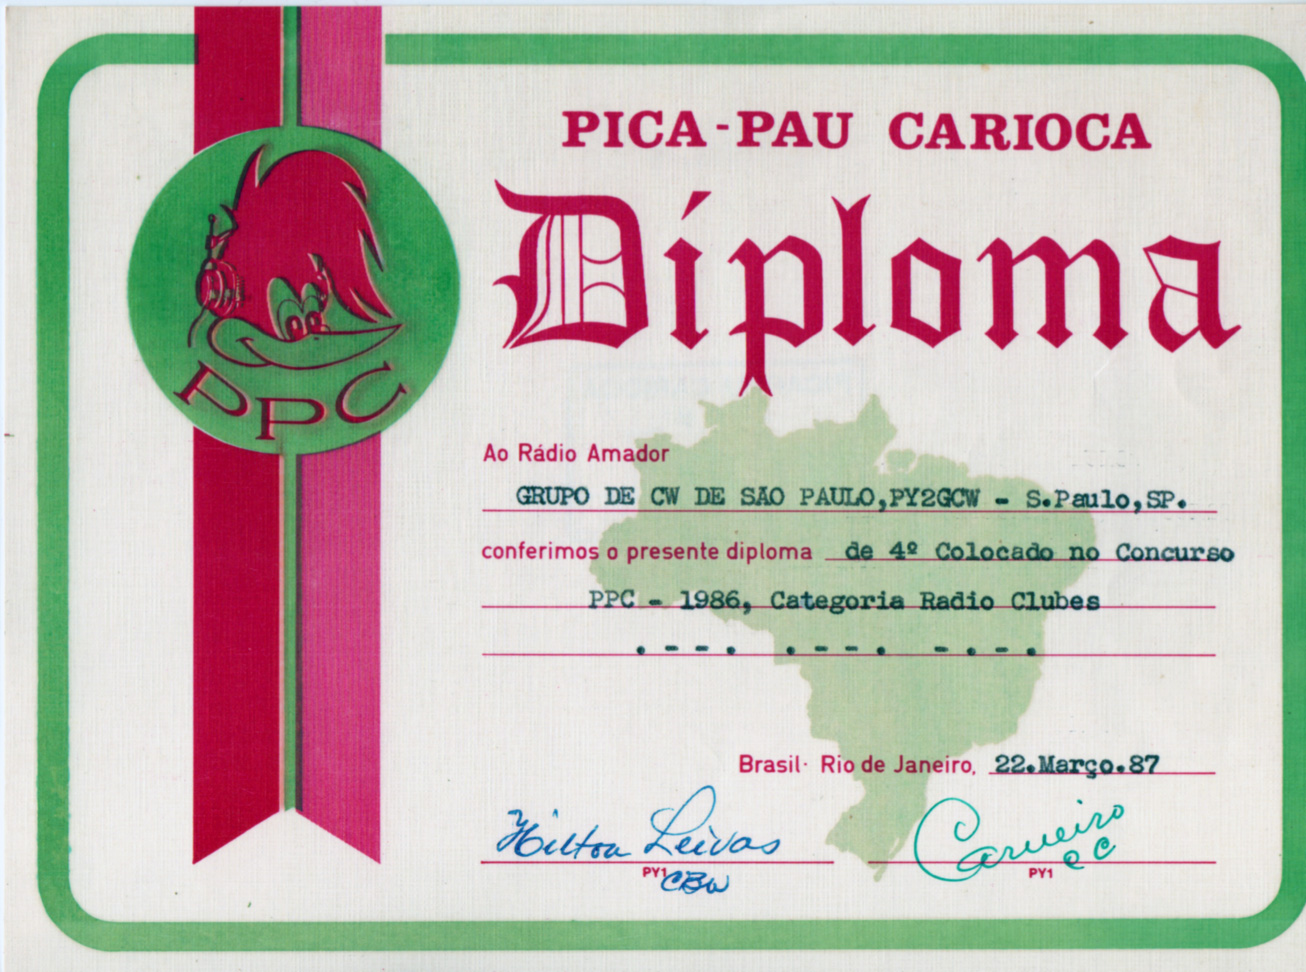 PICA-PAU CARIOCA
Díploma
PPC
Ao Rádio Amador
GRUPO DE CW DE SAO PAULO,PY2GCW - S.Paulo,SP.
conferimos o presente diploma de 4º Colocado no Concurso
PPC - 1986, Categoria Radio Clubes
.--. .--. -.-.
Brasil· Rio de Janeiro, 22.Março.87
Hilton Leivas Carneiro
PY1 CBW PY1 CC